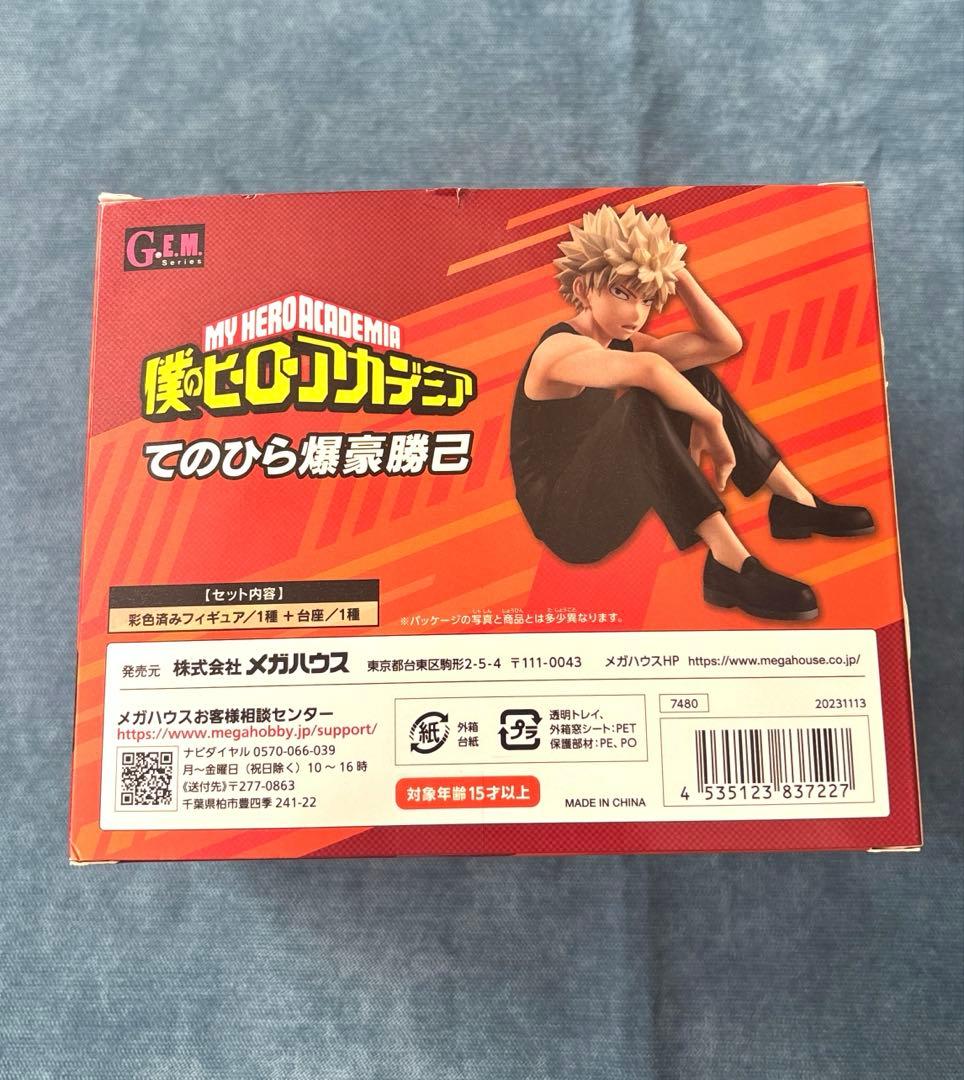 G.E.M.
Series
MY HERO ACADEMIA
僕のヒーローアカデミア
てのひら爆豪勝己
【セット内容】
彩色済みフィギュア／1種 ＋ 台座／1種
※パッケージの写真と商品とは多少異なります。
発売元 株式会社 メガハウス 東京都台東区駒形2-5-4 〒111-0043 メガハウスHP https://www.megahouse.co.jp/
メガハウスお客様相談センター
https://www.megahobby.jp/support/
ナビダイヤル 0570-066-039
月～金曜日（祝日除く）10～16時
《送付先》〒277-0863
千葉県柏市豊四季 241-22
紙
外箱
台紙
プラ
透明トレイ、
外箱窓シート：PET
保護部材：PE、PO
対象年齢15才以上
MADE IN CHINA
7480
20231113
4 535123 837227